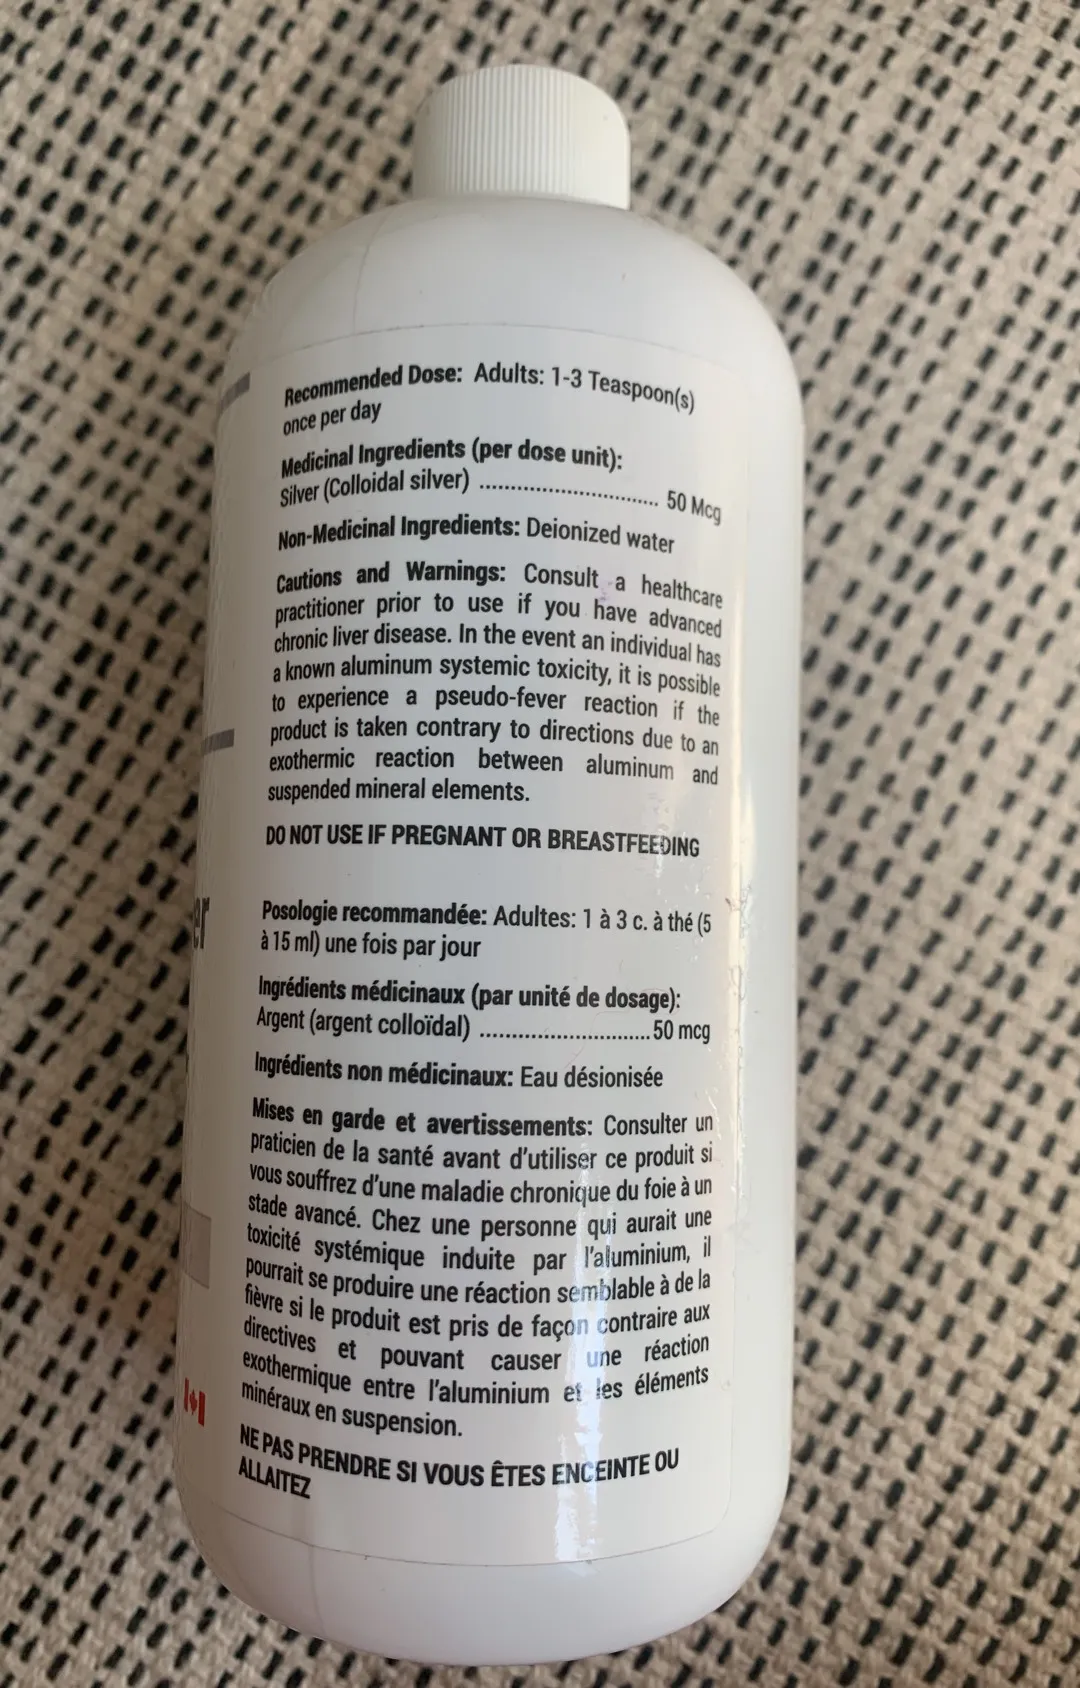 Recommended Dose: Adults: 1-3 Teaspoon(s)
once per day
Medicinal Ingredients (per dose unit):
Silver (Colloidal silver) ............................... 50 Mcg
Non-Medicinal Ingredients: Deionized water
Cautions and Warnings: Consult a healthcare
practitioner prior to use if you have advanced
chronic liver disease. In the event an individual has
a known aluminum systemic toxicity, it is possible
to experience a pseudo-fever reaction if the
product is taken contrary to directions due to an
exothermic reaction between aluminum and
suspended mineral elements.
DO NOT USE IF PREGNANT OR BREASTFEEDING
Posologie recommandée: Adultes: 1 à 3 c. à thé (5
à 15 ml) une fois par jour
Ingrédients médicinaux (par unité de dosage):
Argent (argent colloïdal) .............................. 50 mcg
Ingrédients non médicinaux: Eau désionisée
Mises en garde et avertissements: Consulter un
praticien de la santé avant d'utiliser ce produit si
vous souffrez d'une maladie chronique du foie à un
stade avancé. Chez une personne qui aurait une
toxicité systémique induite par l'aluminium, il
pourrait se produire une réaction semblable à de la
fièvre si le produit est pris de façon contraire aux
directives et pouvant causer une réaction
exothermique entre l'aluminium et les éléments
minéraux en suspension.
NE PAS PRENDRE SI VOUS ÊTES ENCEINTE OU
ALLAITEZ
er